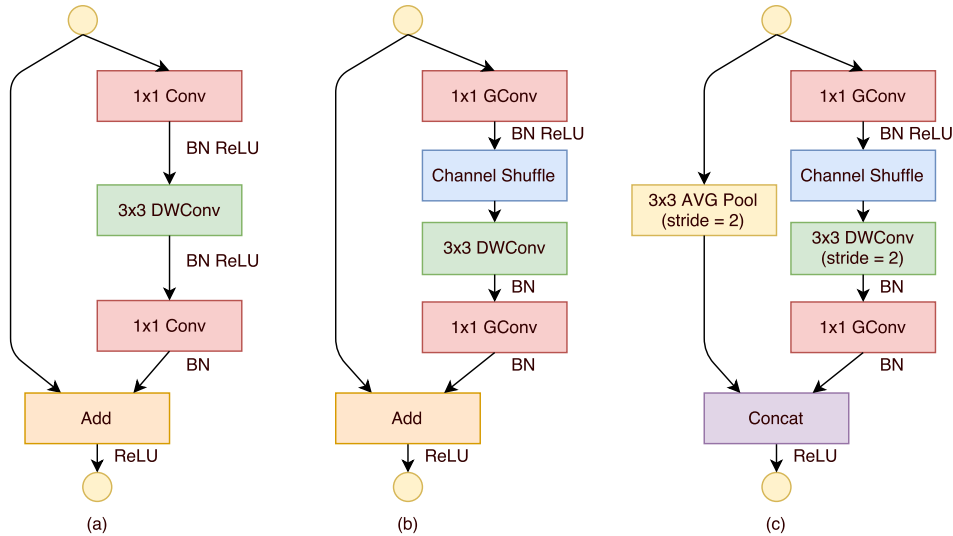 1x1 Conv
BN ReLU
3x3 DWConv
BN ReLU
1x1 Conv
BN
Add
ReLU
(a)
1x1 GConv
BN ReLU
Channel Shuffle
3x3 DWConv
BN
1x1 GConv
BN
Add
ReLU
(b)
3x3 AVG Pool
(stride = 2)
1x1 GConv
BN ReLU
Channel Shuffle
3x3 DWConv
(stride = 2)
BN
1x1 GConv
BN
Concat
ReLU
(c)